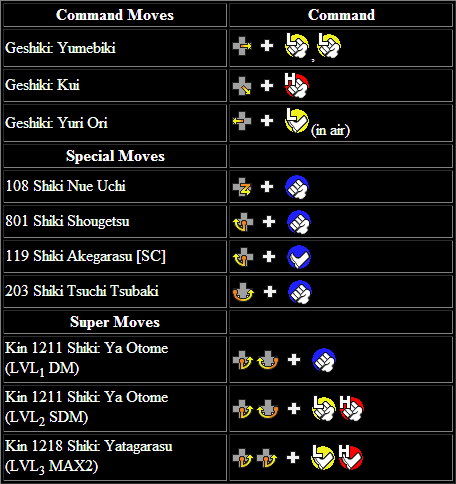 Command Moves Command
Geshiki: Yumebiki + L , L
Geshiki: Kui + H
Geshiki: Yuri Ori + L (in air)
Special Moves
108 Shiki Nue Uchi +
801 Shiki Shougetsu +
119 Shiki Akegarasu [SC] +
203 Shiki Tsuchi Tsubaki +
Super Moves
Kin 1211 Shiki: Ya Otome
(LVL1 DM) +
Kin 1211 Shiki: Ya Otome
(LVL2 SDM) + L H
Kin 1218 Shiki: Yatagarasu
(LVL3 MAX2) + L H